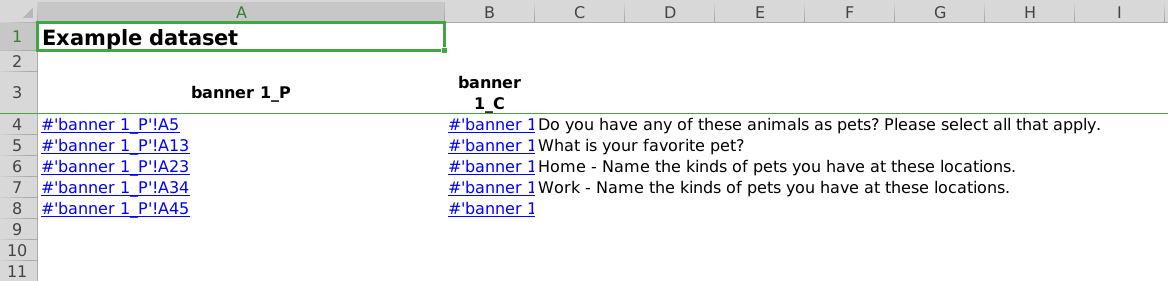 A B C D E F G H I
1 Example dataset
2
3 banner 1_P banner
1_C
4 #'banner 1_P'!A5 #'banner 1 Do you have any of these animals as pets? Please select all that apply.
5 #'banner 1_P'!A13 #'banner 1 What is your favorite pet?
6 #'banner 1_P'!A23 #'banner 1 Home - Name the kinds of pets you have at these locations.
7 #'banner 1_P'!A34 #'banner 1 Work - Name the kinds of pets you have at these locations.
8 #'banner 1_P'!A45 #'banner 1
9
10
11